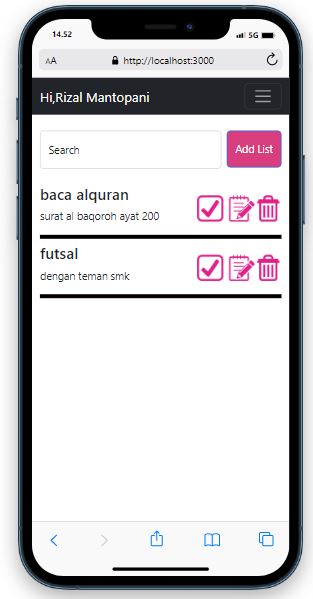 14.52
5G
AA http://localhost:3000
Hi,Rizal Mantopani
Search
Add List
baca alquran
surat al baqoroh ayat 200
futsal
dengan teman smk